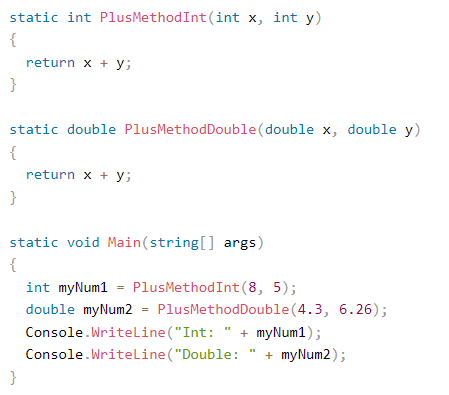 static int PlusMethodInt(int x, int y)
{
  return x + y;
}

static double PlusMethodDouble(double x, double y)
{
  return x + y;
}

static void Main(string[] args)
{
  int myNum1 = PlusMethodInt(8, 5);
  double myNum2 = PlusMethodDouble(4.3, 6.26);
  Console.WriteLine("Int: " + myNum1);
  Console.WriteLine("Double: " + myNum2);
}